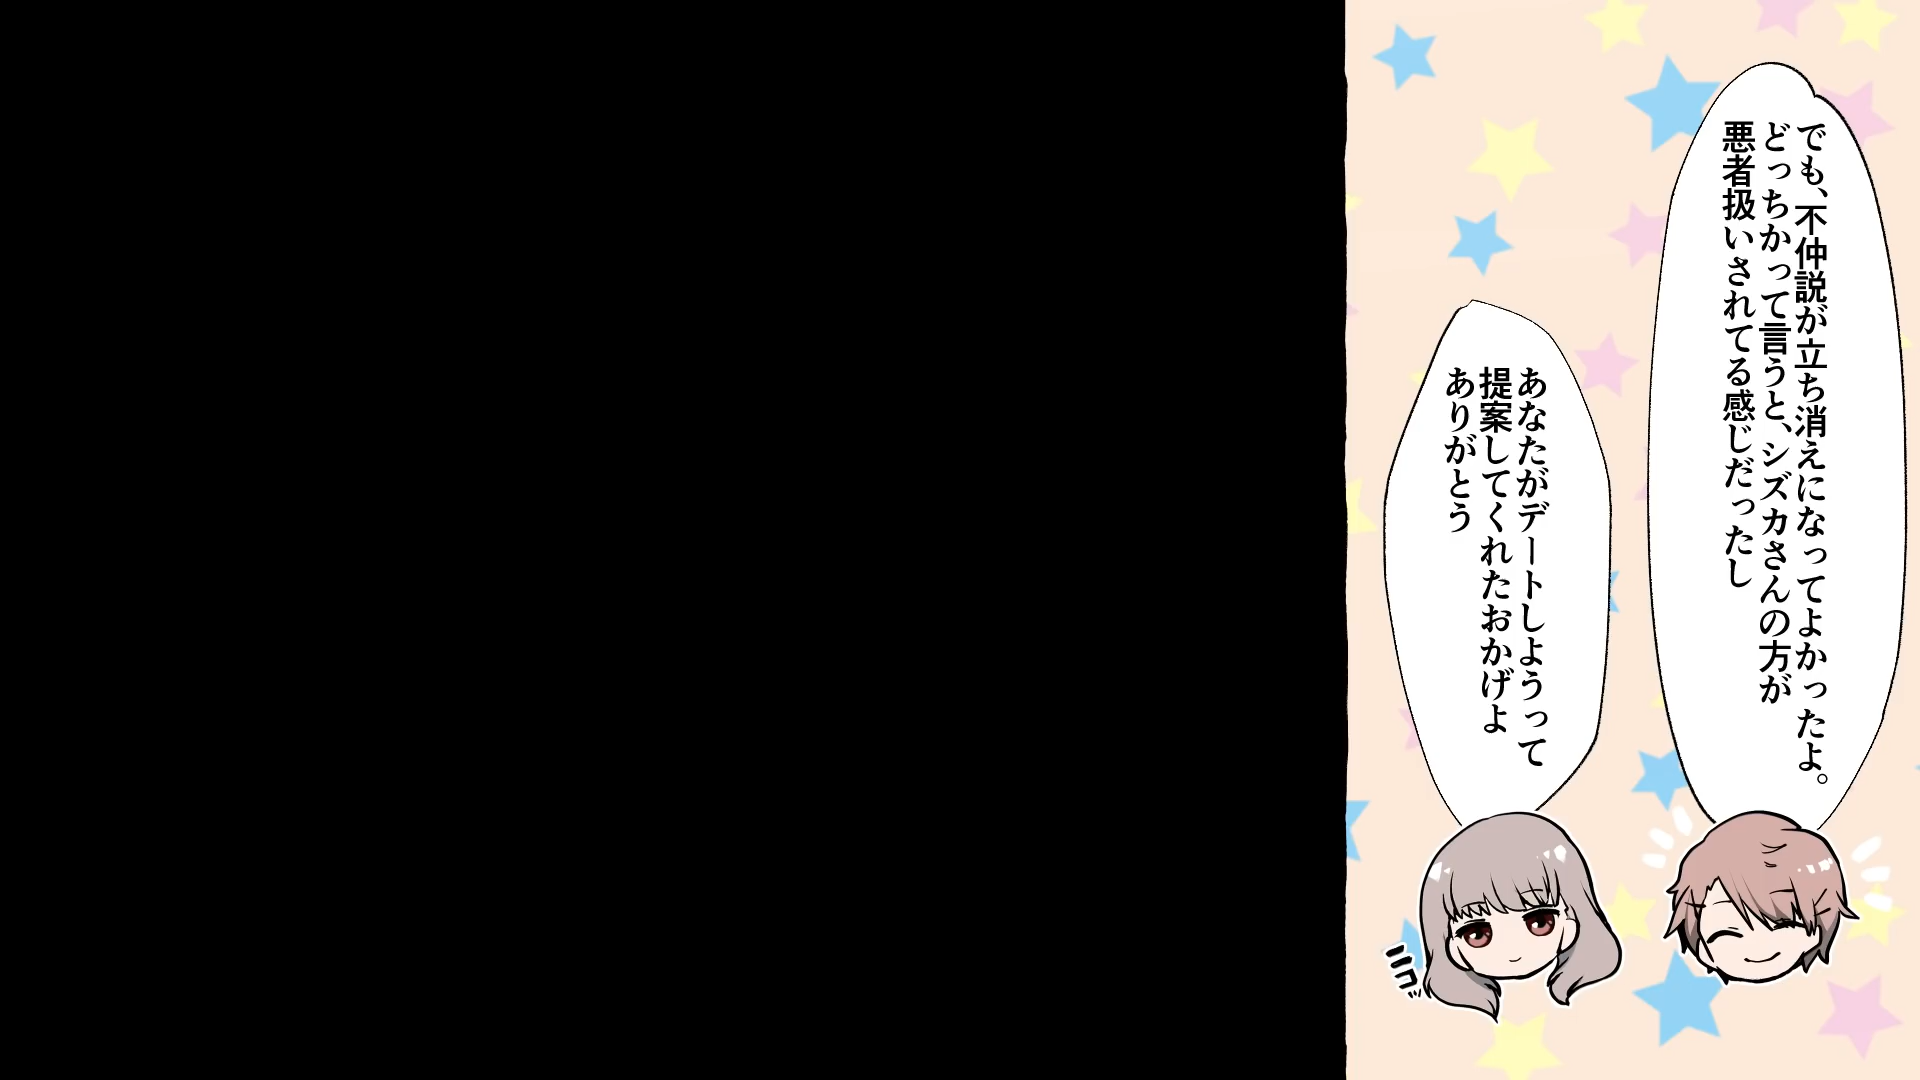 でも、不仲説が立ち消えになってよかったよ。
どっちかって言うと、シズカさんの方が
悪者扱いされてる感じだったし
あなたがデートしようって
提案してくれたおかげよ
ありがとう
ニコッ